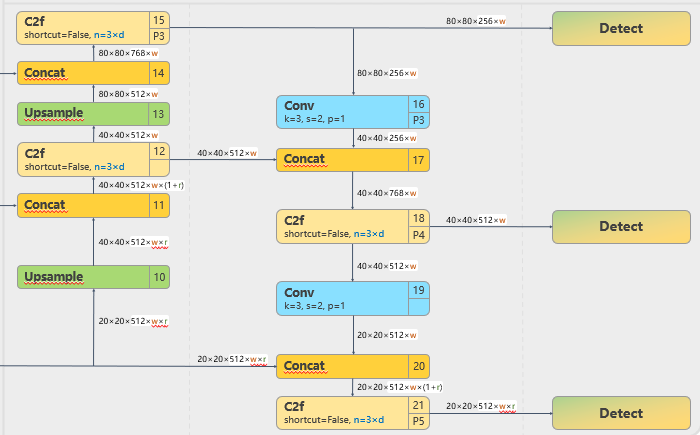 C2f 15
shortcut=False, n=3×d P3
80×80×768×w
Concat 14
80×80×512×w
Upsample 13
40×40×512×w
C2f 12
shortcut=False, n=3×d
40×40×512×w×(1+r)
Concat 11
40×40×512×w×r
Upsample 10
20×20×512×w×r
80×80×256×w
80×80×256×w
Conv 16
k=3, s=2, p=1 P3
40×40×256×w
40×40×512×w
Concat 17
40×40×768×w
C2f 18
shortcut=False, n=3×d P4
40×40×512×w
40×40×512×w
Conv 19
k=3, s=2, p=1
20×20×512×w
20×20×512×w×r
Concat 20
20×20×512×w×(1+r)
C2f 21
shortcut=False, n=3×d P5
20×20×512×w×r
Detect
Detect
Detect